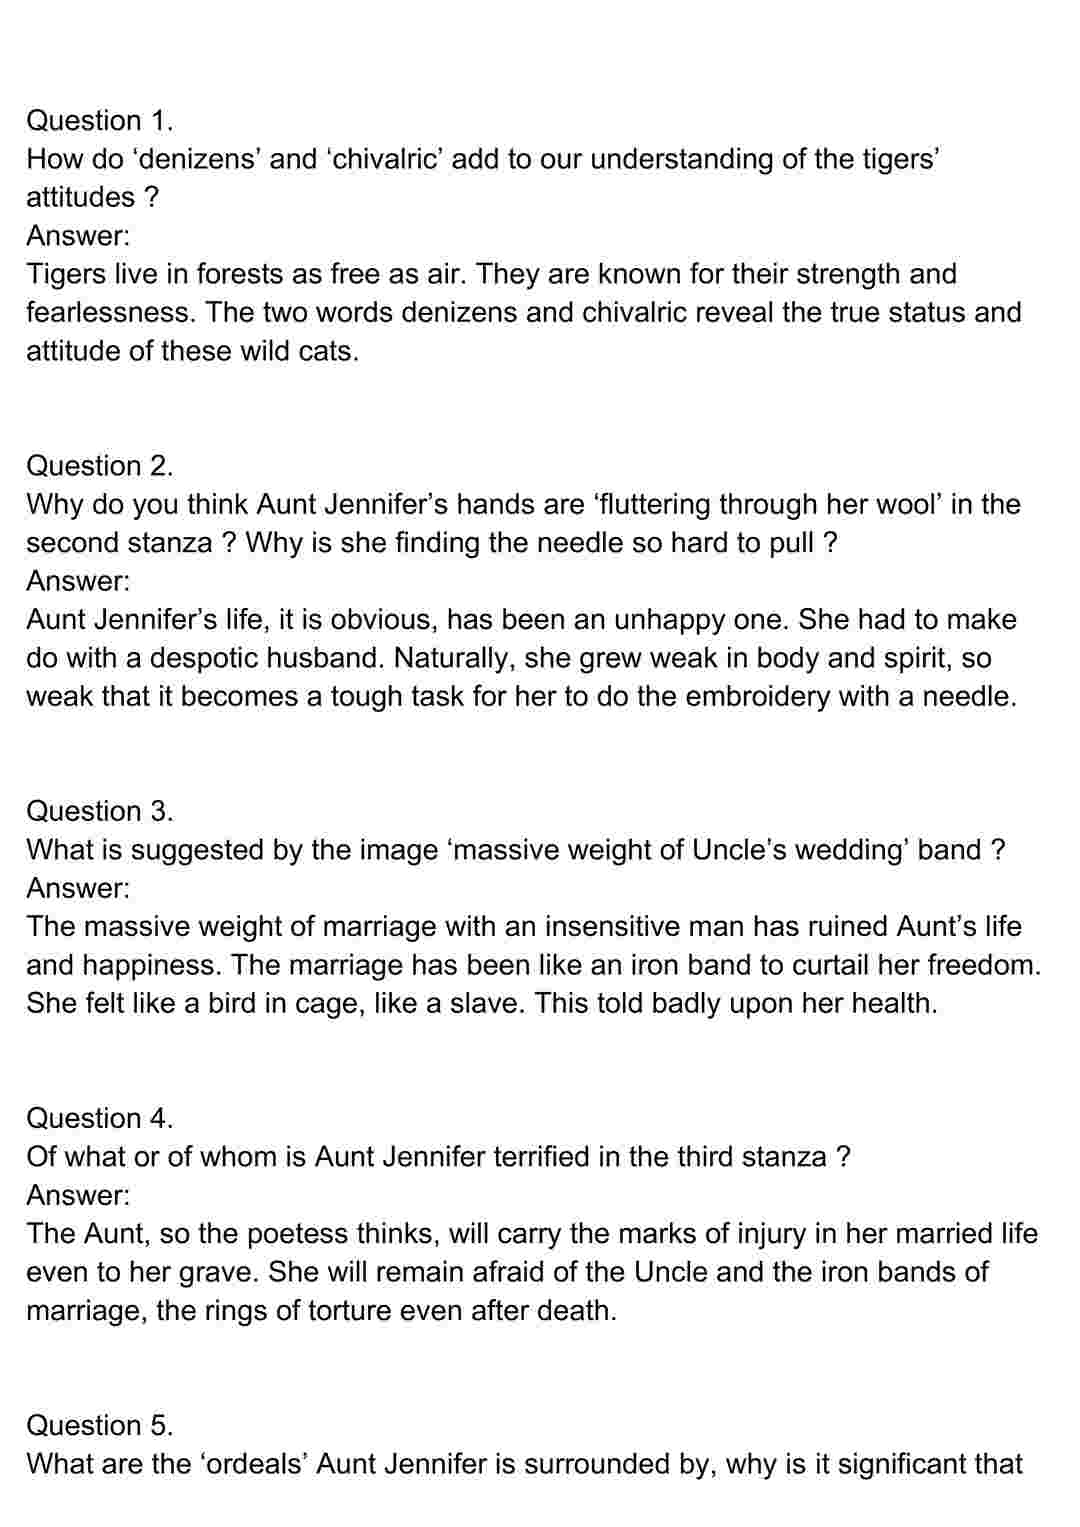 Question 1.
How do ‘denizens’ and ‘chivalric’ add to our understanding of the tigers’
attitudes ?
Answer:
Tigers live in forests as free as air. They are known for their strength and
fearlessness. The two words denizens and chivalric reveal the true status and
attitude of these wild cats.
Question 2.
Why do you think Aunt Jennifer’s hands are ‘fluttering through her wool’ in the
second stanza ? Why is she finding the needle so hard to pull ?
Answer:
Aunt Jennifer’s life, it is obvious, has been an unhappy one. She had to make
do with a despotic husband. Naturally, she grew weak in body and spirit, so
weak that it becomes a tough task for her to do the embroidery with a needle.
Question 3.
What is suggested by the image ‘massive weight of Uncle’s wedding’ band ?
Answer:
The massive weight of marriage with an insensitive man has ruined Aunt’s life
and happiness. The marriage has been like an iron band to curtail her freedom.
She felt like a bird in cage, like a slave. This told badly upon her health.
Question 4.
Of what or of whom is Aunt Jennifer terrified in the third stanza ?
Answer:
The Aunt, so the poetess thinks, will carry the marks of injury in her married life
even to her grave. She will remain afraid of the Uncle and the iron bands of
marriage, the rings of torture even after death.
Question 5.
What are the ‘ordeals’ Aunt Jennifer is surrounded by, why is it significant that